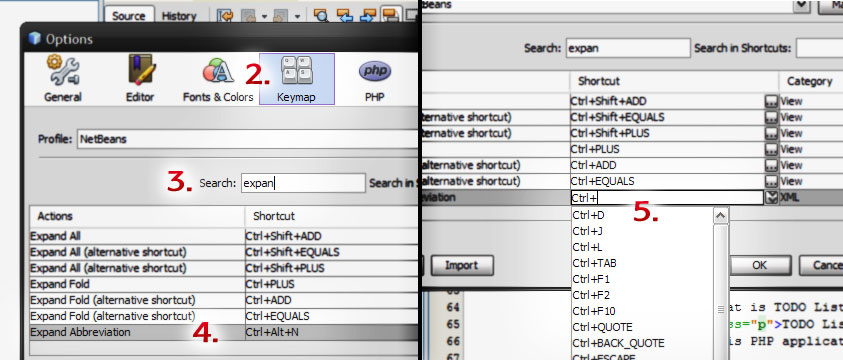 Source History
Options
2.
General Editor Fonts & Colors Keymap PHP
php
Profile: NetBeans
3. Search: expan Search in S
Actions Shortcut
Expand All Ctrl+Shift+ADD
Expand All (alternative shortcut) Ctrl+Shift+EQUALS
Expand All (alternative shortcut) Ctrl+Shift+PLUS
Expand Fold Ctrl+PLUS
Expand Fold (alternative shortcut) Ctrl+ADD
Expand Fold (alternative shortcut) Ctrl+EQUALS
Expand Abbreviation 4. Ctrl+Alt+N
Beans Ma
Search: expan Search in Shortcuts:
Shortcut Category
Ctrl+Shift+ADD ... View
ternative shortcut) Ctrl+Shift+EQUALS ... View
ternative shortcut) Ctrl+Shift+PLUS ... View
Ctrl+PLUS ... View
alternative shortcut) Ctrl+ADD ... View
alternative shortcut) Ctrl+EQUALS ... View
eviation Ctrl+ XML
5.
Ctrl+D
Ctrl+J
Ctrl+L
Ctrl+TAB
Ctrl+F1
Ctrl+F2
Ctrl+F10
Ctrl+QUOTE
Ctrl+BACK_QUOTE
Ctrl+ESCAPE
Import OK Cance
64 at is TODO List
65 ss="p">TODO List
66 is PHP applicat
67